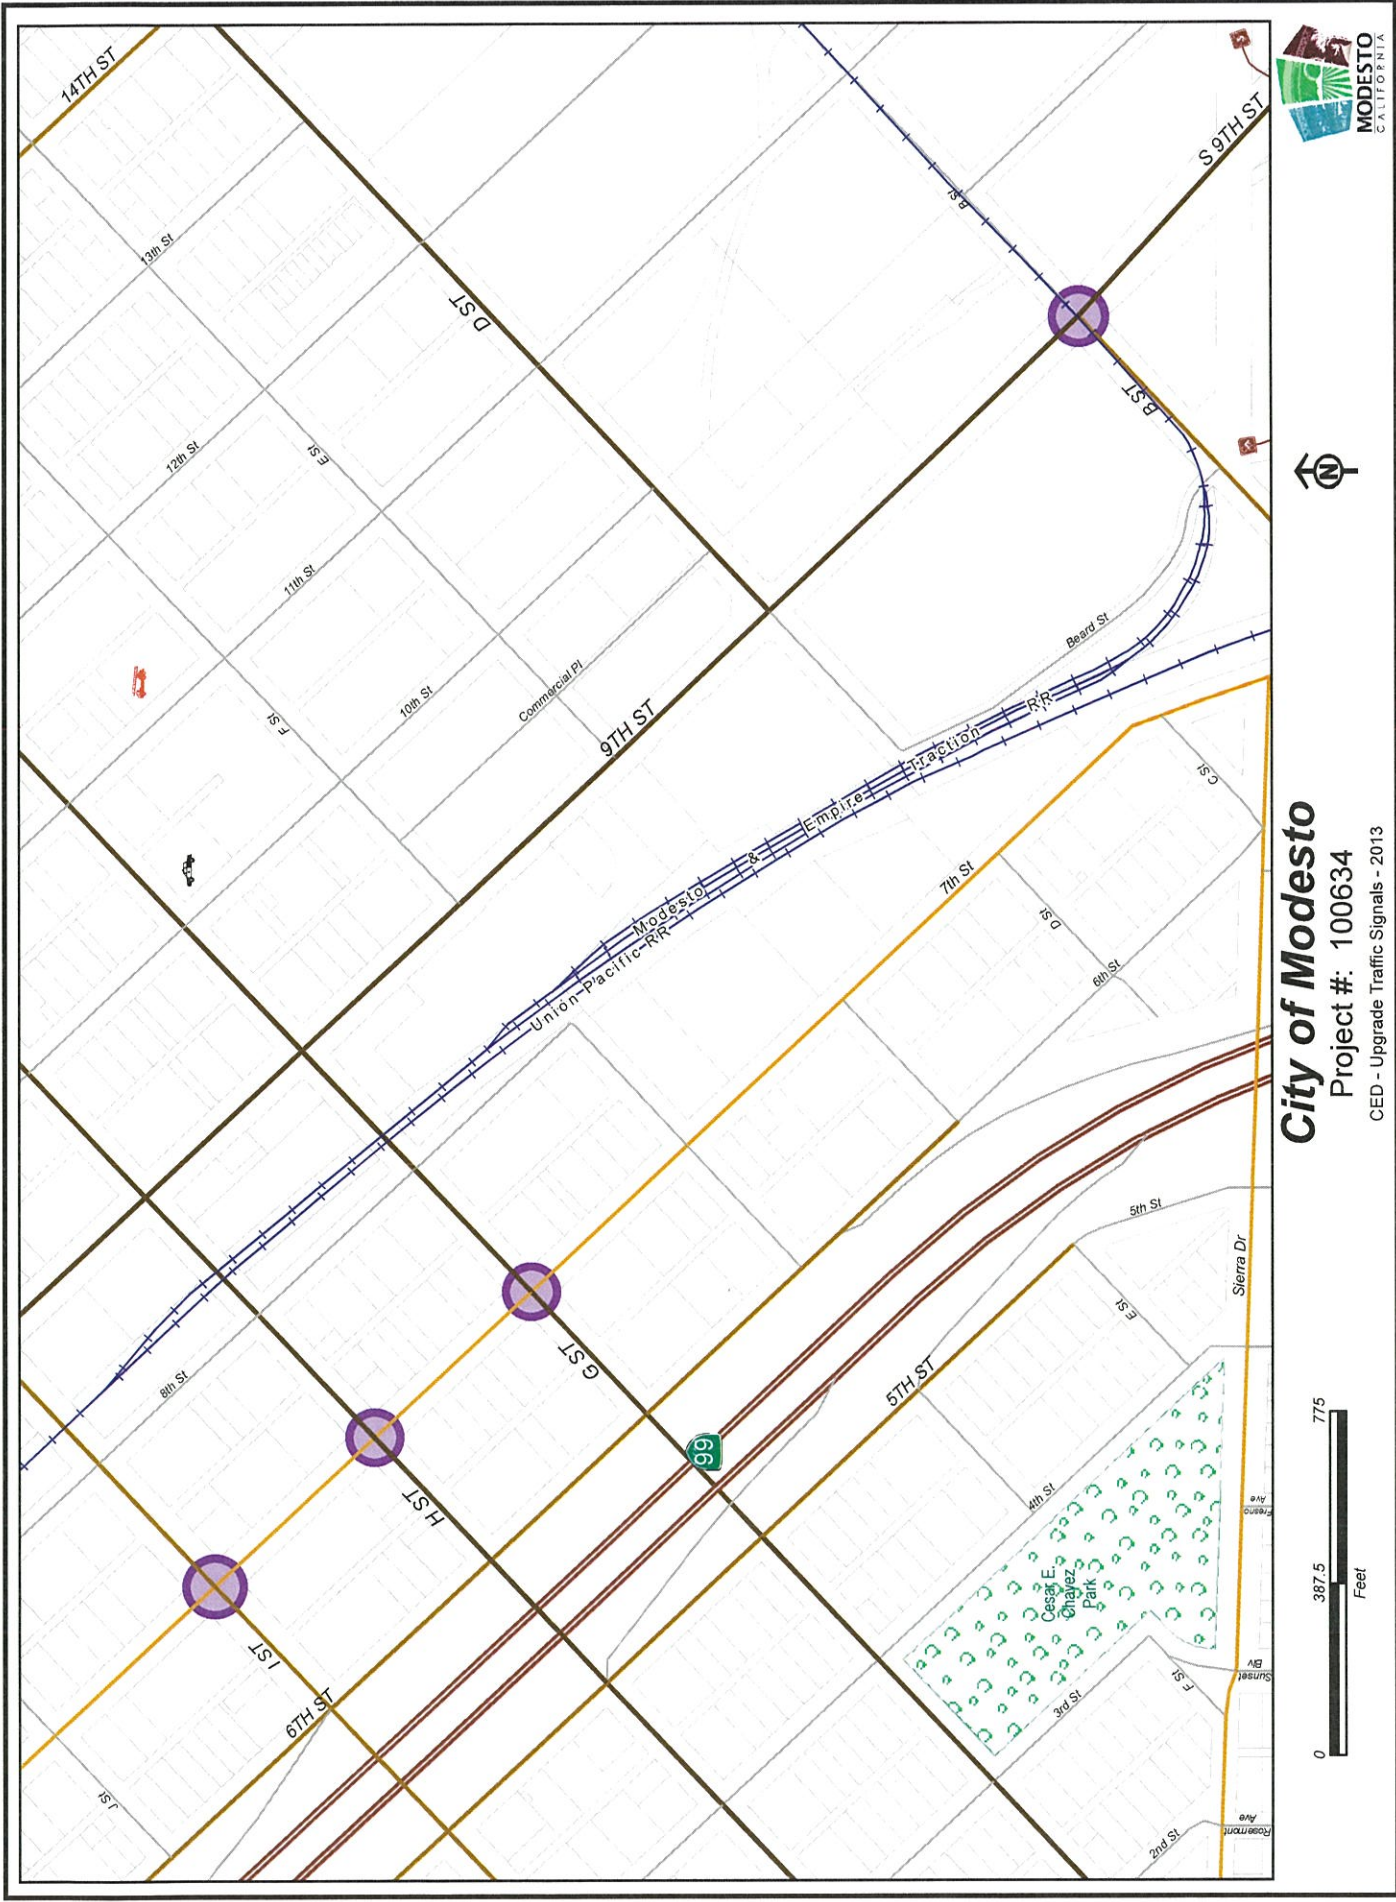 14TH ST
13th St
12th St
11th St
10th St
Commercial Pl
9TH ST
S 9TH ST
D ST
E St
F St
B St
B ST
Beard St
Modesto & Empire Traction RR
Union Pacific RR
8th St
7th St
C St
D St
6th St
G ST
H ST
I ST
J St
6TH ST
99
5TH ST
5th St
E St
4th St
Cesar E.
Chavez
Park
3rd St
F St
2nd St
Sierra Dr
Fresno
Ave
Sunset
Blv
Rosemont
Ave
0 387.5 775
Feet
City of Modesto
Project #: 100634
CED - Upgrade Traffic Signals - 2013
N
MODESTO
CALIFORNIA